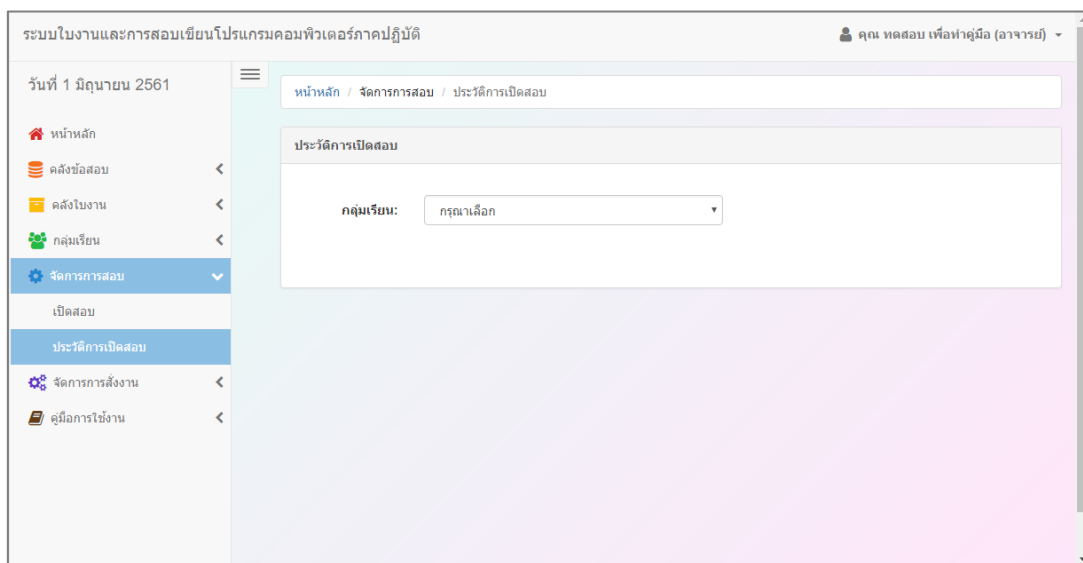 ระบบใบงานและการสอบเขียนโปรแกรมคอมพิวเตอร์ภาคปฏิบัติ
คุณ ทดสอบ เพื่อทำคู่มือ (อาจารย์)
วันที่ 1 มิถุนายน 2561
หน้าหลัก / จัดการการสอบ / ประวัติการเปิดสอบ
หน้าหลัก
คลังข้อสอบ
คลังใบงาน
กลุ่มเรียน
จัดการการสอบ
เปิดสอบ
ประวัติการเปิดสอบ
จัดการการสั่งงาน
คู่มือการใช้งาน
ประวัติการเปิดสอบ
กลุ่มเรียน: กรุณาเลือก